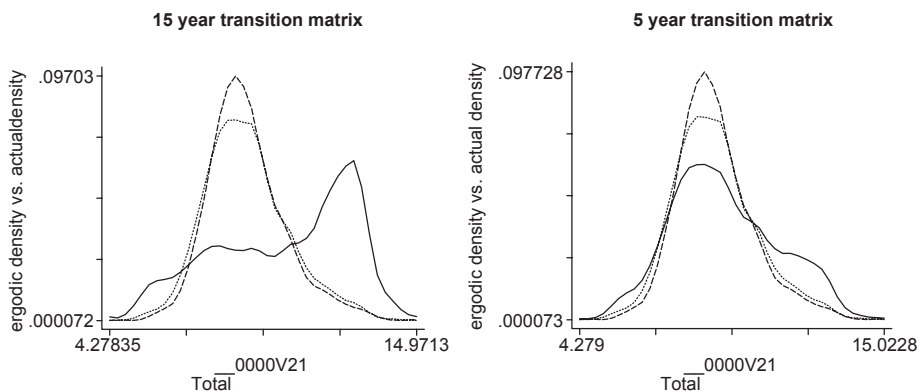 15 year transition matrix
ergodic density vs. actualdensity
.09703
.000072
4.27835
14.9713
__0000V21
Total
5 year transition matrix
ergodic density vs. actual density
.097728
.000073
4.279
15.0228
__0000V21
Total